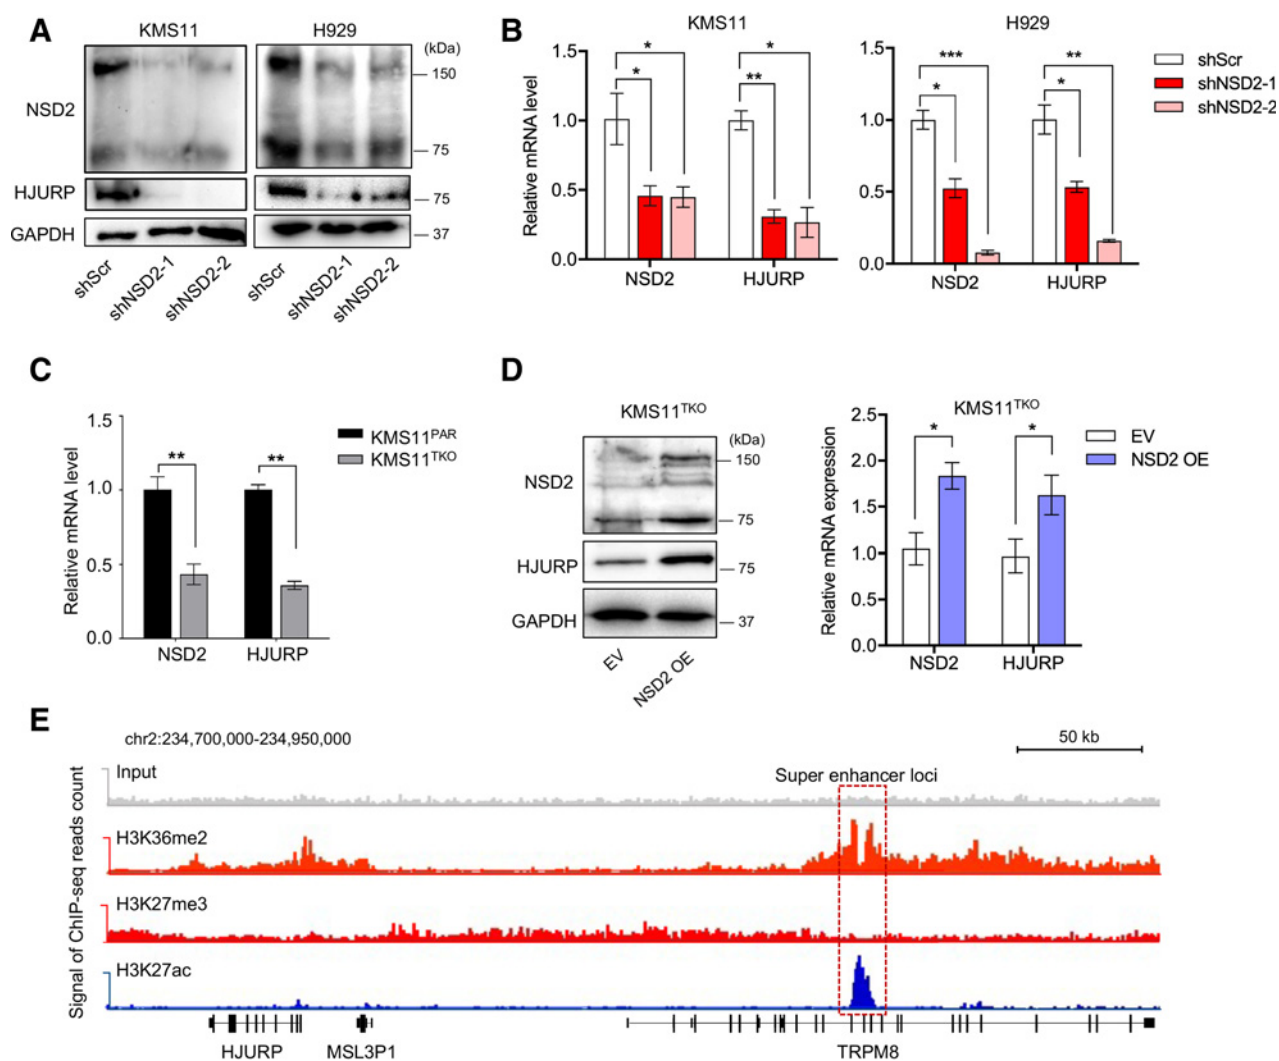 A
KMS11
H929
(kDa)
NSD2
150
75
HJURP
75
GAPDH
37
shScr
shNSD2-1
shNSD2-2
shScr
shNSD2-1
shNSD2-2
B
KMS11
Relative mRNA level
1.5
1.0
0.5
0.0
*
*
*
**
NSD2
HJURP
H929
1.5
1.0
0.5
0.0
***
*
**
*
NSD2
HJURP
shScr
shNSD2-1
shNSD2-2
C
Relative mRNA level
1.5
1.0
0.5
0.0
**
**
NSD2
HJURP
KMS11PAR
KMS11TKO
D
KMS11TKO
(kDa)
NSD2
150
75
HJURP
75
GAPDH
37
EV
NSD2 OE
KMS11TKO
Relative mRNA expression
2.5
2.0
1.5
1.0
0.5
0.0
*
*
NSD2
HJURP
EV
NSD2 OE
E
chr2:234,700,000-234,950,000
50 kb
Signal of ChIP-seq reads count
Input
Super enhancer loci
H3K36me2
H3K27me3
H3K27ac
HJURP
MSL3P1
TRPM8